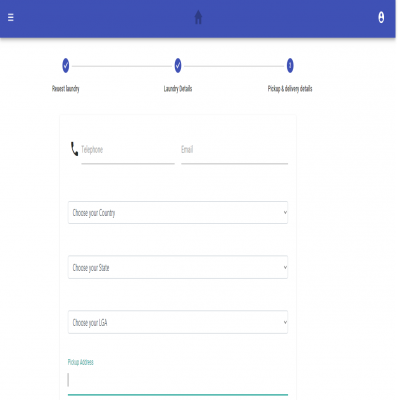 3
Rewest laundry
Laundry Details
Pickup & delivery details
Telephone
Email
Choose your Country
Choose your State
Choose your LGA
Pickup Address